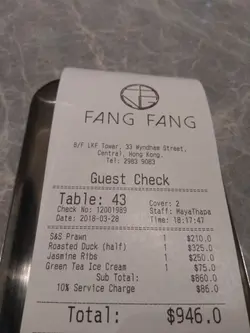 FANG FANG
8/F LKF Tower, 33 Wyndham Street,
Central, Hong Kong.
Tel: 2983 9083
Guest Check
Table: 43 Cover: 2
Check No: 12001989 Staff: MayaThapa
Date: 2018-03-28 Time: 18:17:47
S&S Prawn 1 $210.0
Roasted Duck (half) 1 $325.0
Jasmine Ribs 1 $250.0
Green Tea Ice Cream 1 $75.0
Sub Total: $860.0
10% Service Charge $86.0
Total: $946.0